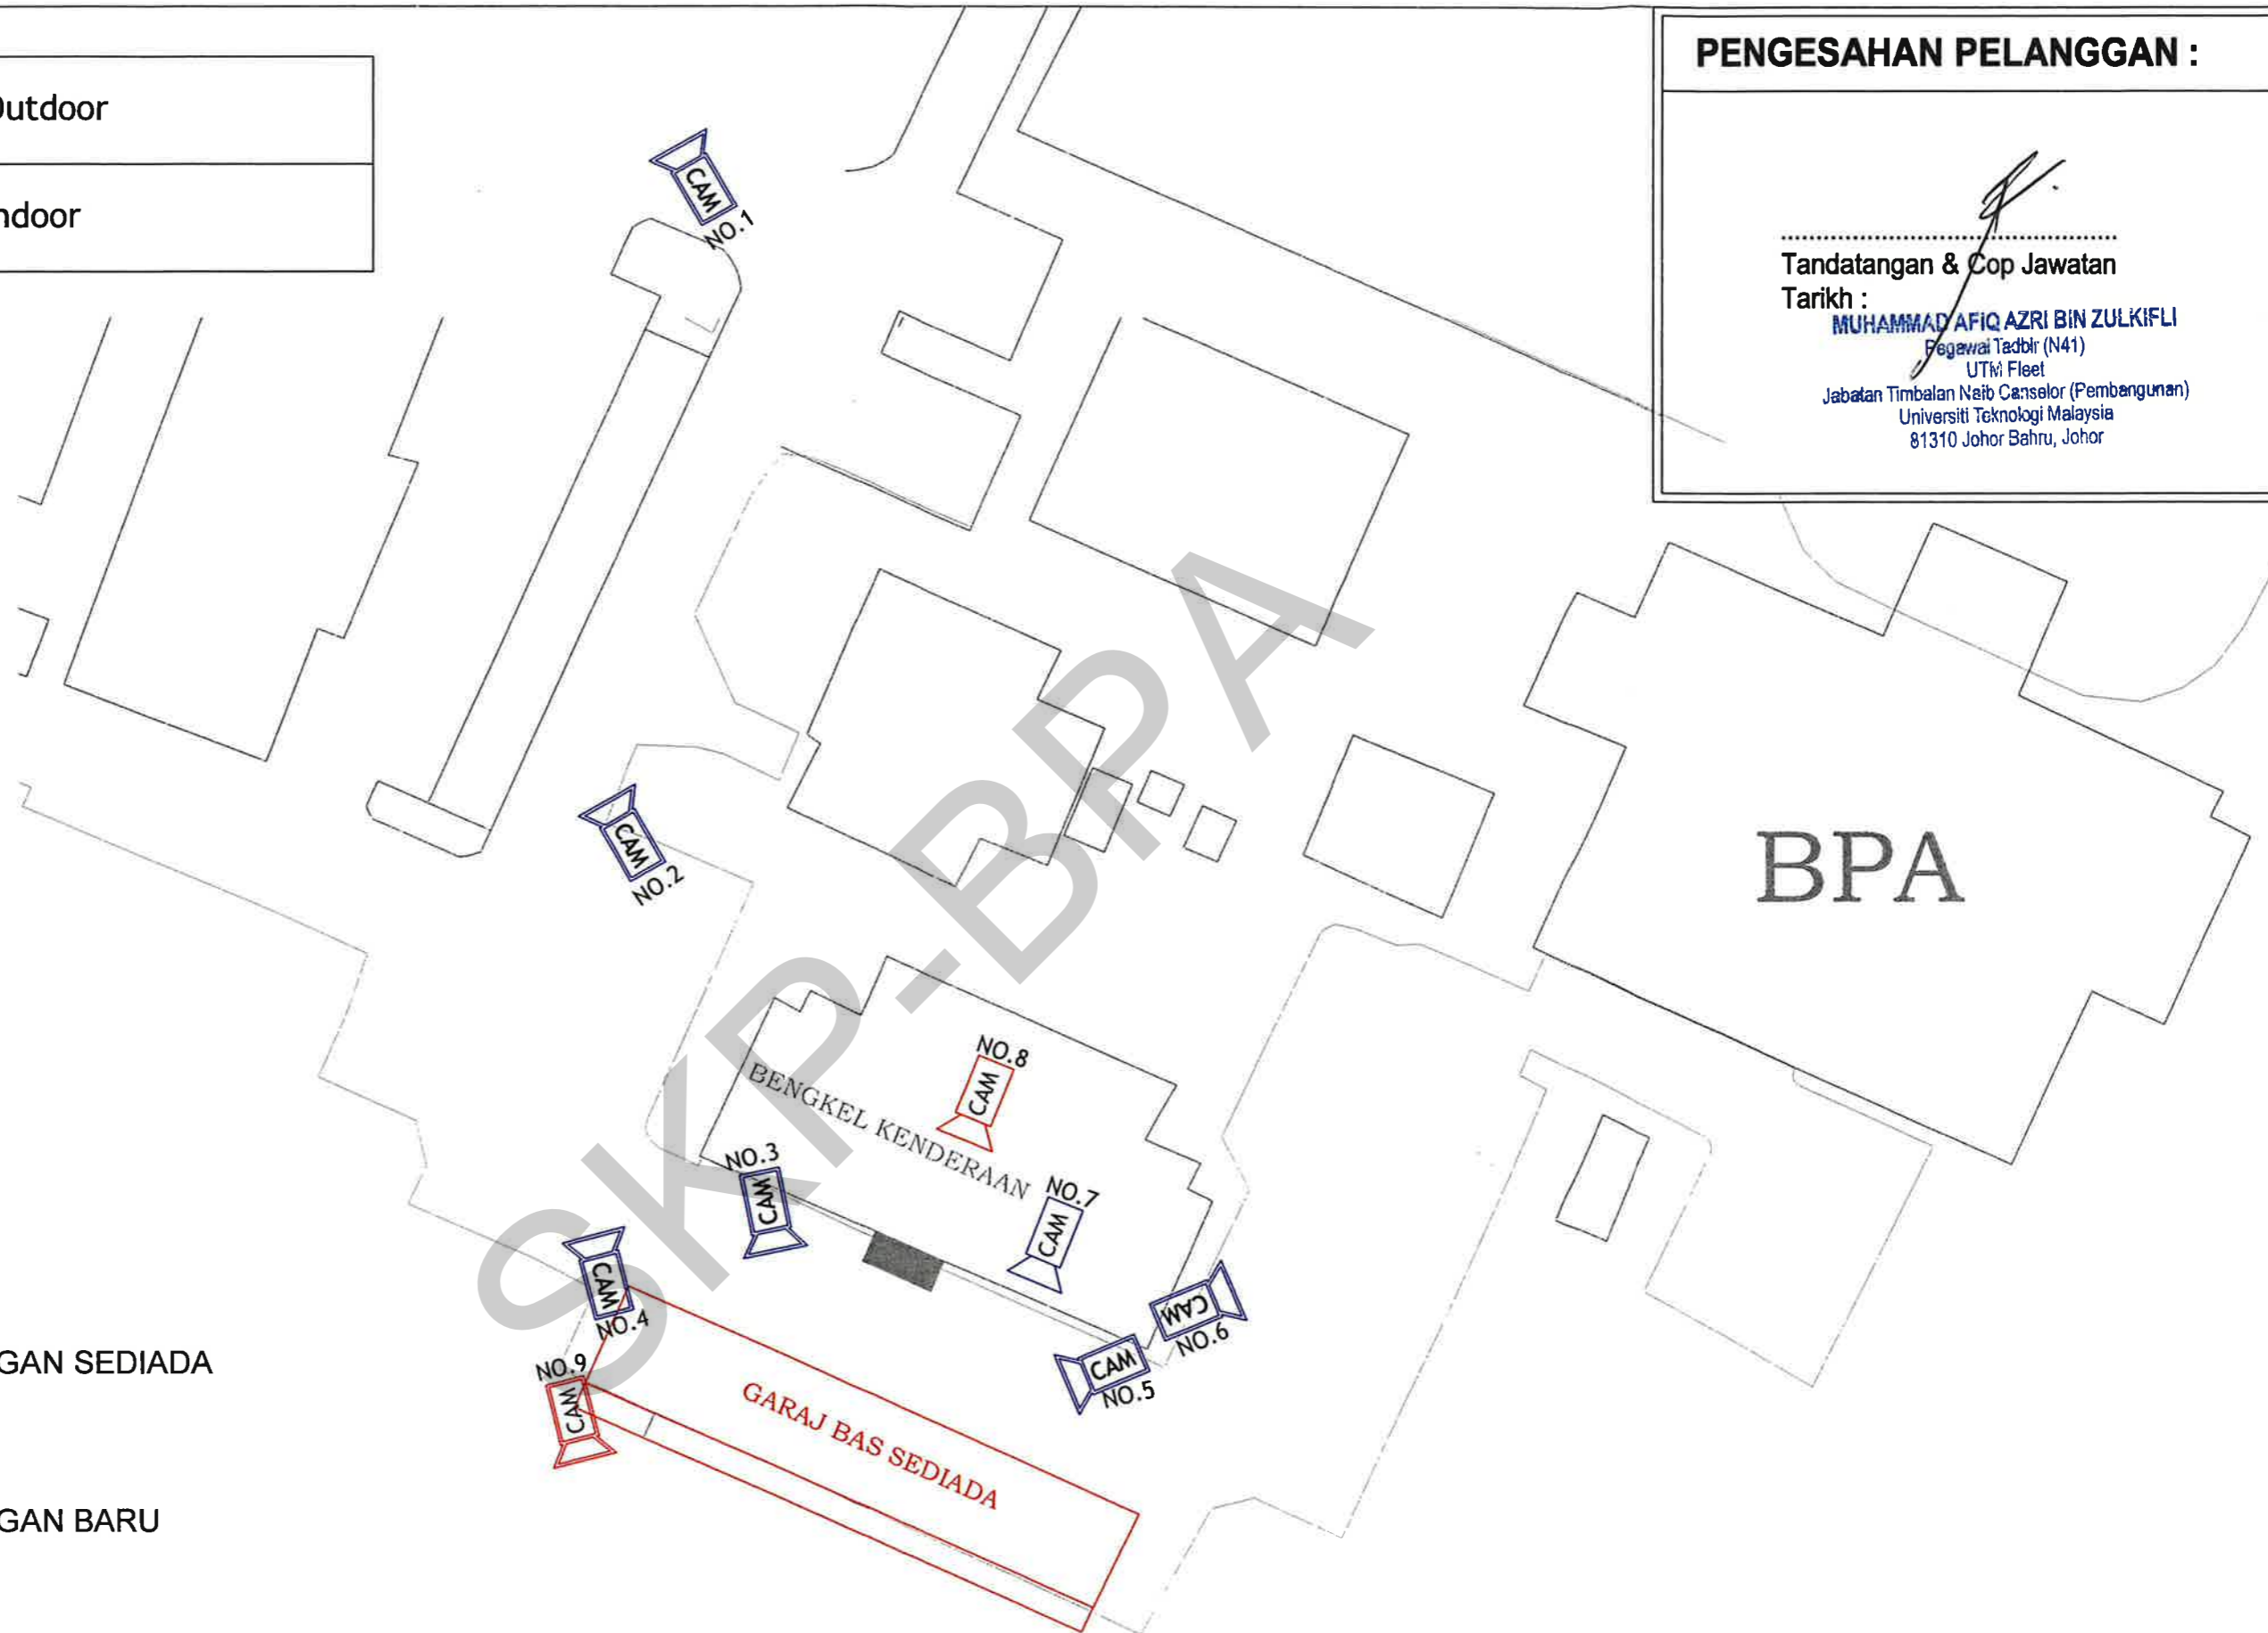 Outdoor
ndoor
PENGESAHAN PELANGGAN :
Tandatangan & Cop Jawatan
Tarikh :
MUHAMMAD AFIQ AZRI BIN ZULKIFLI
Pegawai Tadbir (N41)
UTM Fleet
Jabatan Timbalan Naib Canselor (Pembangunan)
Universiti Teknologi Malaysia
81310 Johor Bahru, Johor
CAM
NO.1
CAM
NO.2
BPA
SKP-BPA
NO.8
CAM
BENGKEL KENDERAAN
NO.3
CAM
NO.7
CAM
CAM
NO.4
CAM
NO.6
CAM
NO.5
NO.9
CAM
GARAJ BAS SEDIADA
GAN SEDIADA
GAN BARU